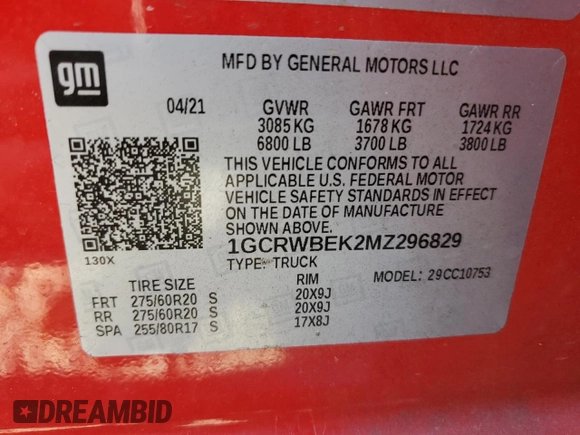 gm
MFD BY GENERAL MOTORS LLC
04/21 GVWR GAWR FRT GAWR RR
3085 KG 1678 KG 1724 KG
6800 LB 3700 LB 3800 LB
THIS VEHICLE CONFORMS TO ALL
APPLICABLE U.S. FEDERAL MOTOR
VEHICLE SAFETY STANDARDS IN EFFECT
ON THE DATE OF MANUFACTURE
SHOWN ABOVE.
130X 1GCRWBEK2MZ296829
TYPE: TRUCK MODEL: 29CC10753
TIRE SIZE RIM
FRT 275/60R20 S 20X9J
RR 275/60R20 S 20X9J
SPA 255/80R17 S 17X8J
DREAMBID